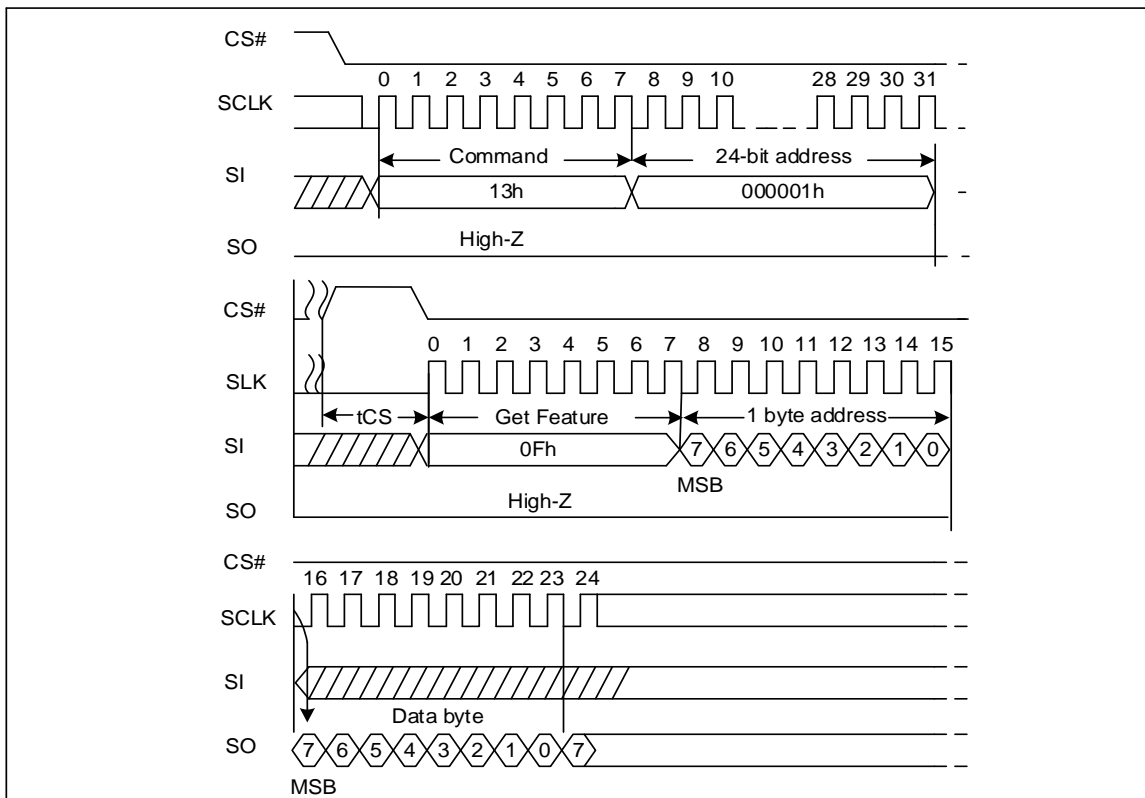 CS#
0 1 2 3 4 5 6 7 8 9 10 28 29 30 31
SCLK
Command 24-bit address
SI
13h 000001h
High-Z
SO
CS#
0 1 2 3 4 5 6 7 8 9 10 11 12 13 14 15
SLK
tCS Get Feature 1 byte address
SI
0Fh 7 6 5 4 3 2 1 0
MSB
High-Z
SO
CS#
16 17 18 19 20 21 22 23 24
SCLK
SI
Data byte
SO 7 6 5 4 3 2 1 0 7
MSB